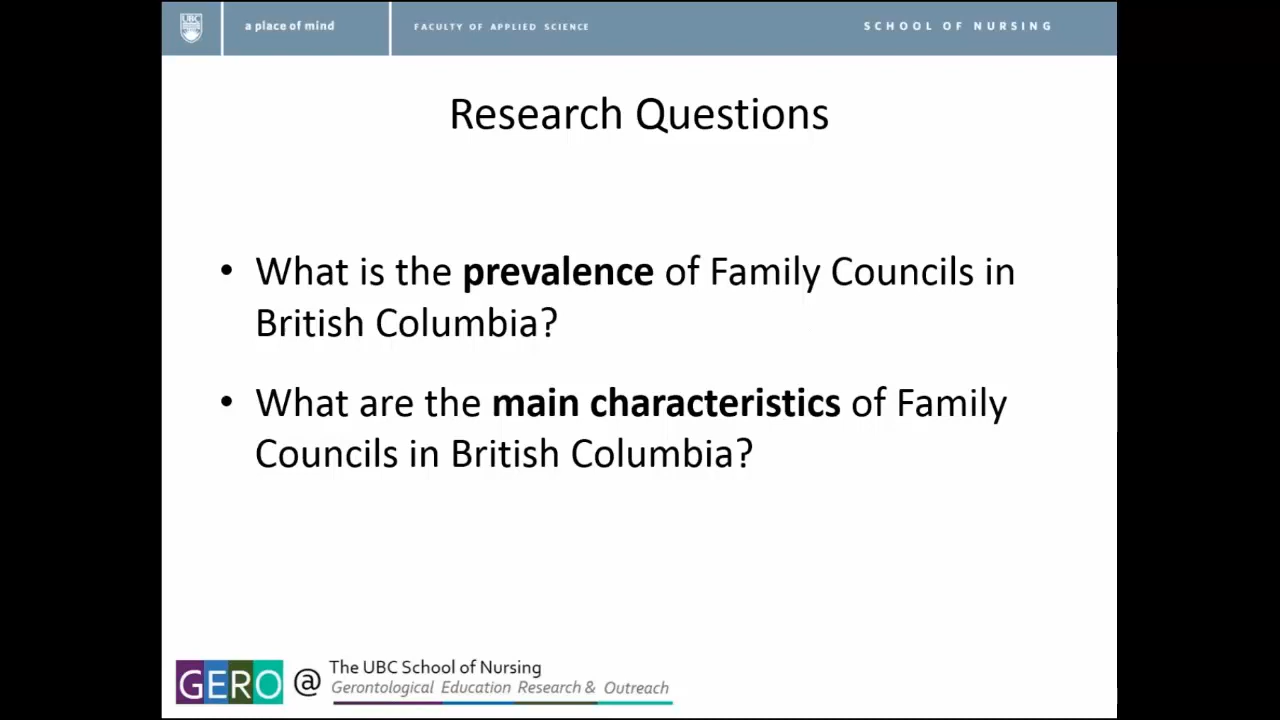 UBC
a place of mind
FACULTY OF APPLIED SCIENCE
SCHOOL OF NURSING
Research Questions
• What is the prevalence of Family Councils in
British Columbia?
• What are the main characteristics of Family
Councils in British Columbia?
GERO @ The UBC School of Nursing
Gerontological Education Research & Outreach